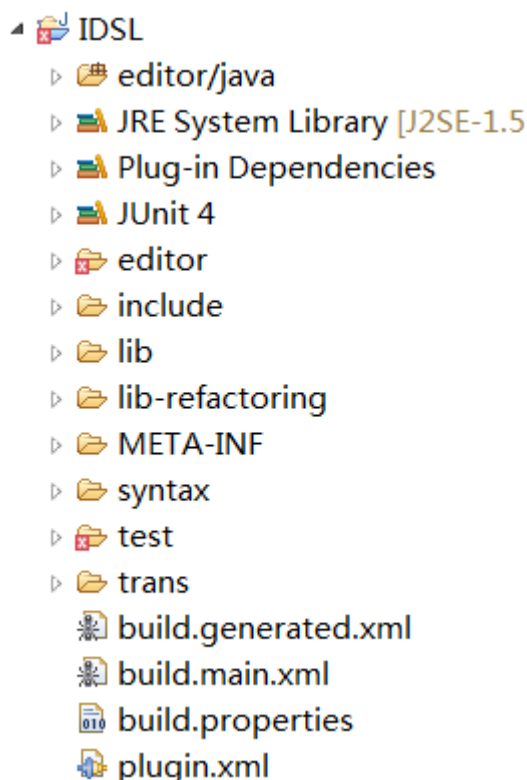 IDSL
editor/java
JRE System Library [J2SE-1.5
Plug-in Dependencies
JUnit 4
editor
include
lib
lib-refactoring
META-INF
syntax
test
trans
build.generated.xml
build.main.xml
build.properties
plugin.xml